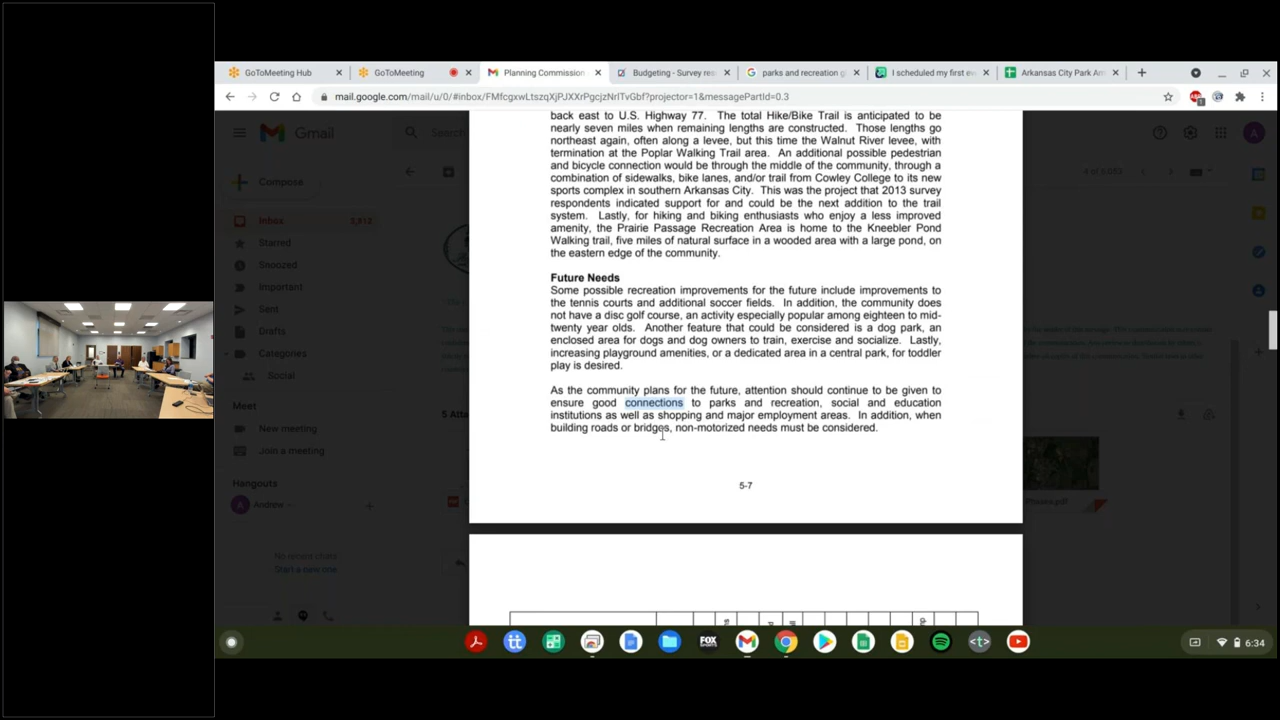 GoToMeeting Hub
GoToMeeting
Planning Commission
Budgeting - Survey res
parks and recreation g
I scheduled my first ev
Arkansas City Park Am
mail.google.com/mail/u/0/#inbox/FMfcgxwLtszqXjPJXXrPgcjzNrlTvGbf?projector=1&messagePartId=0.3
Gmail
Search
Compose
Inbox
3,812
Starred
Snoozed
Important
Sent
Drafts
Categories
Social
Meet
New meeting
Join a meeting
Hangouts
Andrew
No recent chats
Start a new one
5 Atta
back east to U.S. Highway 77. The total Hike/Bike Trail is anticipated to be
nearly seven miles when remaining lengths are constructed. Those lengths go
northeast again, often along a levee, but this time the Walnut River levee, with
termination at the Poplar Walking Trail area. An additional possible pedestrian
and bicycle connection would be through the middle of the community, through a
combination of sidewalks, bike lanes, and/or trail from Cowley College to its new
sports complex in southern Arkansas City. This was the project that 2013 survey
respondents indicated support for and could be the next addition to the trail
system. Lastly, for hiking and biking enthusiasts who enjoy a less improved
amenity, the Prairie Passage Recreation Area is home to the Kneebler Pond
Walking trail, five miles of natural surface in a wooded area with a large pond, on
the eastern edge of the community.
Future Needs
Some possible recreation improvements for the future include improvements to
the tennis courts and additional soccer fields. In addition, the community does
not have a disc golf course, an activity especially popular among eighteen to mid-
twenty year olds. Another feature that could be considered is a dog park, an
enclosed area for dogs and dog owners to train, exercise and socialize. Lastly,
increasing playground amenities, or a dedicated area in a central park, for toddler
play is desired.
As the community plans for the future, attention should continue to be given to
ensure good connections to parks and recreation, social and education
institutions as well as shopping and major employment areas. In addition, when
building roads or bridges, non-motorized needs must be considered.
5-7
FOX
6:34